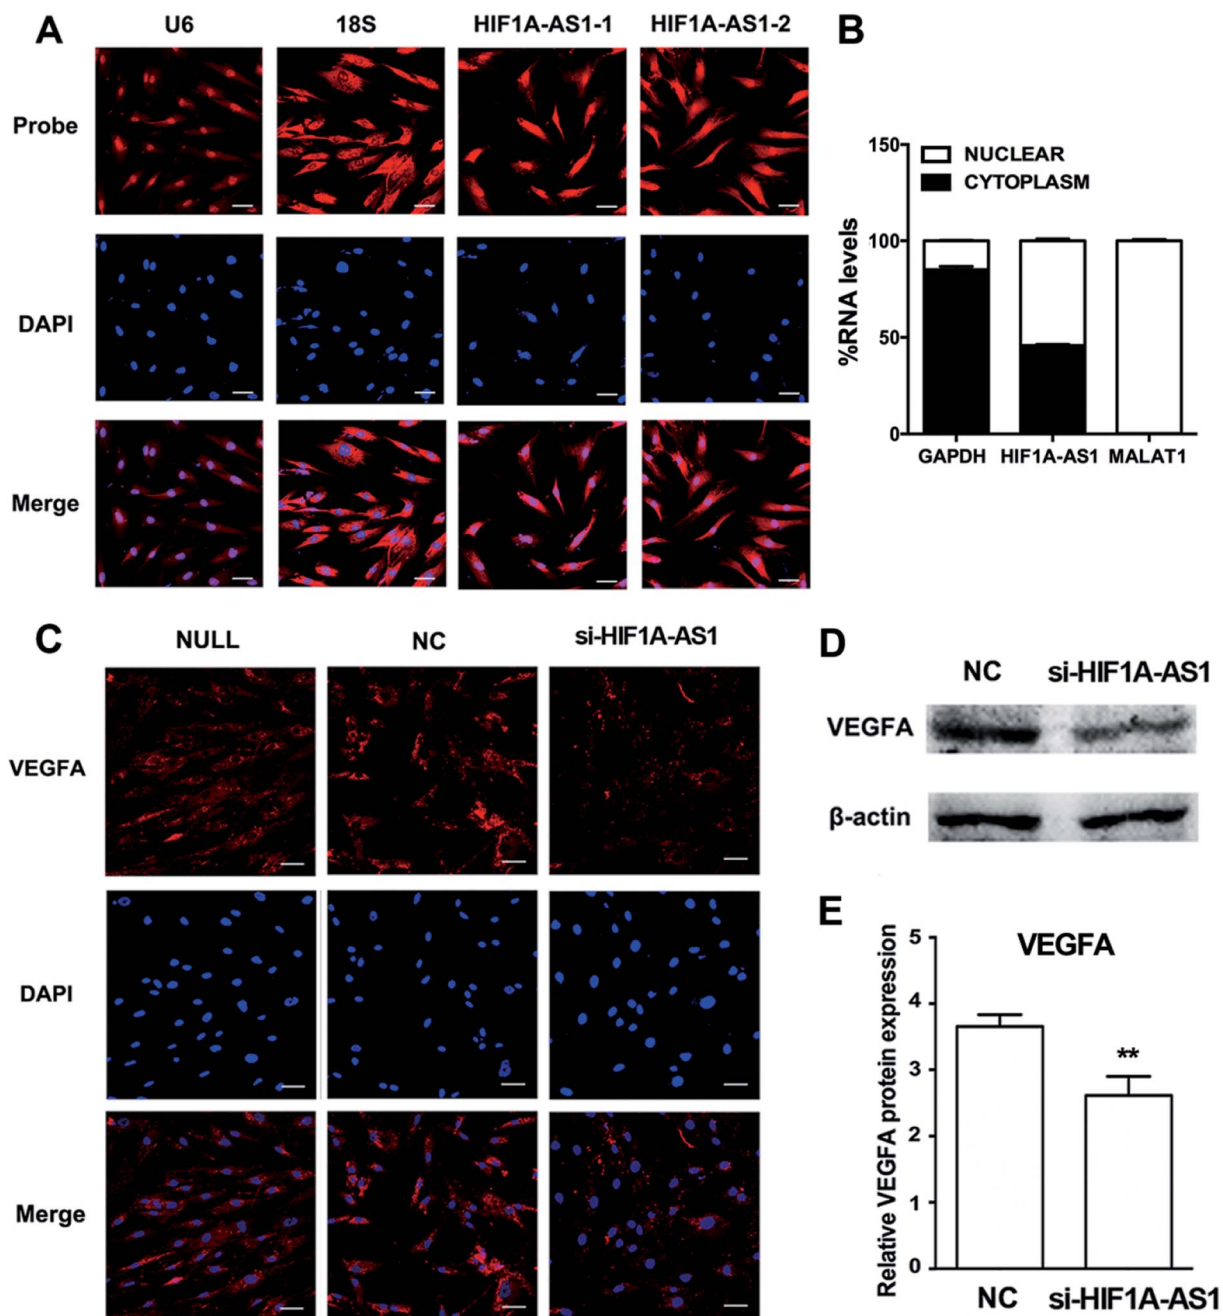 A
U6
18S
HIF1A-AS1-1
HIF1A-AS1-2
Probe
DAPI
Merge
B
150
100
50
0
%RNA levels
NUCLEAR
CYTOPLASM
GAPDH
HIF1A-AS1
MALAT1
C
NULL
NC
si-HIF1A-AS1
VEGFA
DAPI
Merge
D
NC
si-HIF1A-AS1
VEGFA
β-actin
E
VEGFA
Relative VEGFA protein expression
5
4
3
2
1
0
**
NC
si-HIF1A-AS1